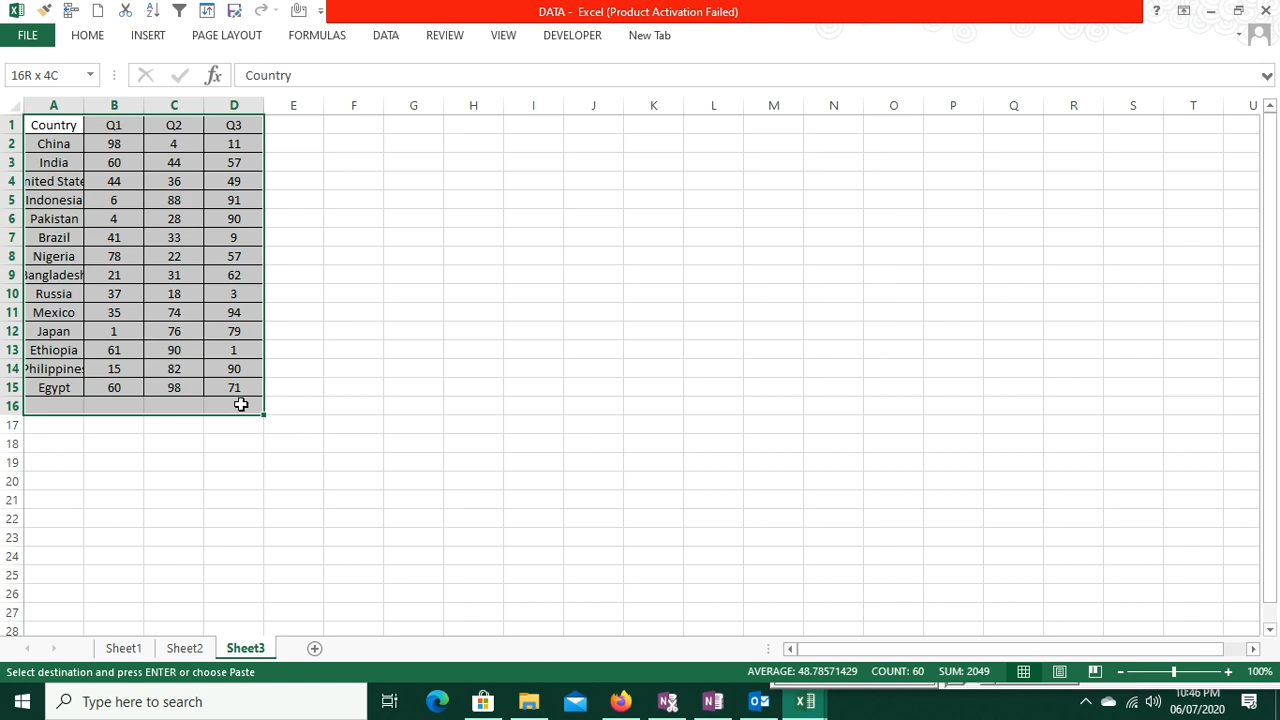 DATA - Excel (Product Activation Failed)
FILE HOME INSERT PAGE LAYOUT FORMULAS DATA REVIEW VIEW DEVELOPER New Tab
16R x 4C fx Country
A B C D E F G H I J K L M N O P Q R S T U
1 Country Q1 Q2 Q3
2 China 98 4 11
3 India 60 44 57
4 nited State 44 36 49
5 Indonesia 6 88 91
6 Pakistan 4 28 90
7 Brazil 41 33 9
8 Nigeria 78 22 57
9 Bangladesh 21 31 62
10 Russia 37 18 3
11 Mexico 35 74 94
12 Japan 1 76 79
13 Ethiopia 61 90 1
14 Philippines 15 82 90
15 Egypt 60 98 71
16
17
18
19
20
21
22
23
24
25
26
27
28
Sheet1 Sheet2 Sheet3
Select destination and press ENTER or choose Paste AVERAGE: 48.78571429 COUNT: 60 SUM: 2049 100%
Type here to search
10:46 PM
06/07/2020